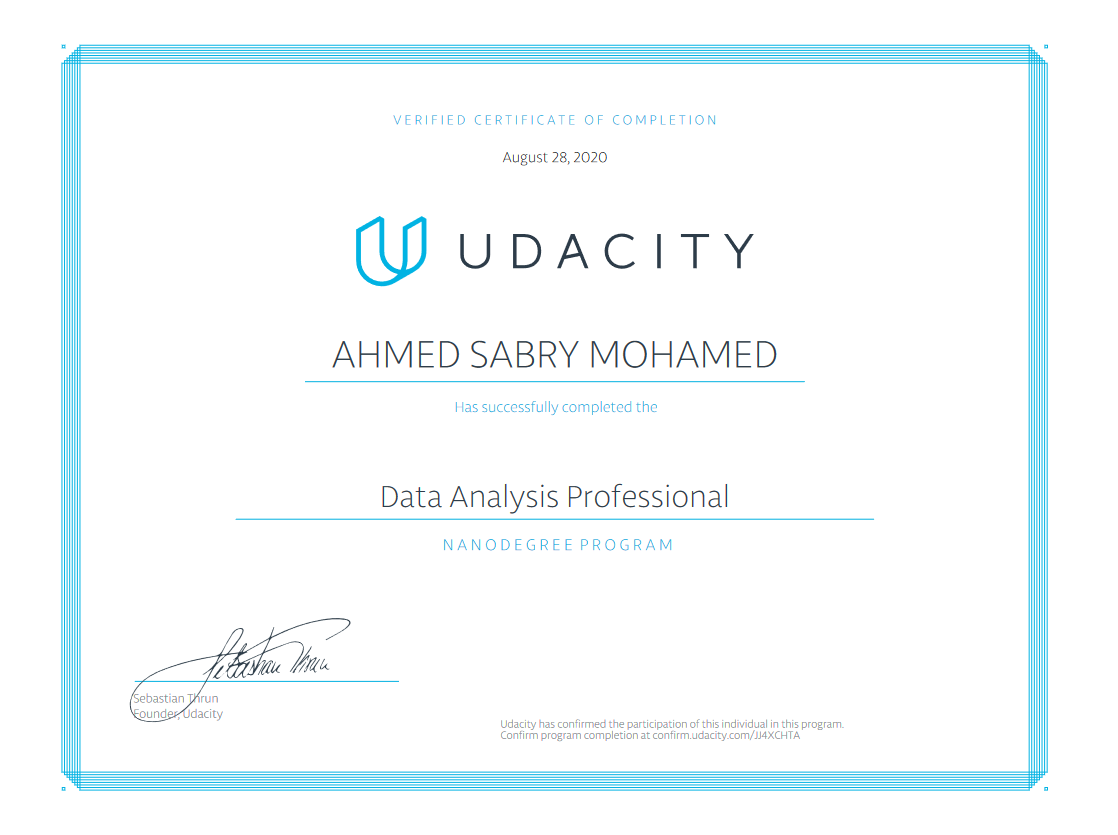 VERIFIED CERTIFICATE OF COMPLETION
August 28, 2020
UDACITY
AHMED SABRY MOHAMED
Has successfully completed the
Data Analysis Professional
NANODEGREE PROGRAM
Sebastian Thrun
Sebastian Thrun
Founder, Udacity
Udacity has confirmed the participation of this individual in this program.
Confirm program completion at confirm.udacity.com/JJ4XCHTA